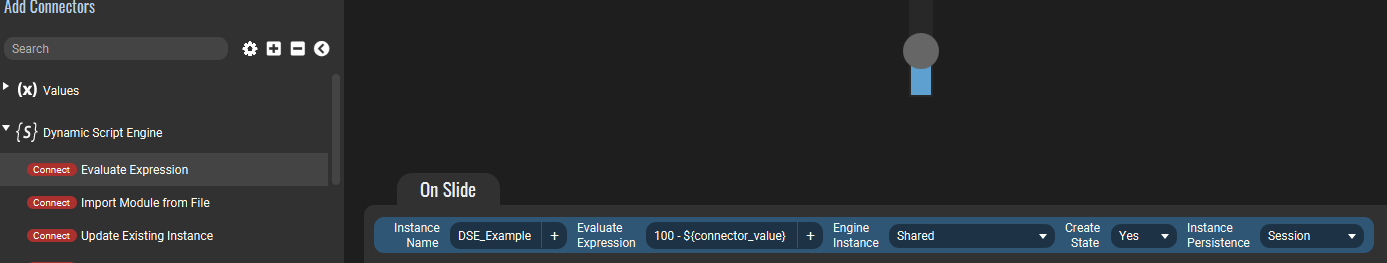 Add Connectors
Search
(x) Values
{S} Dynamic Script Engine
Connect Evaluate Expression
Connect Import Module from File
Connect Update Existing Instance
On Slide
Instance Name DSE_Example + Evaluate Expression 100 - ${connector_value} + Engine Instance Shared Create State Yes Instance Persistence Session